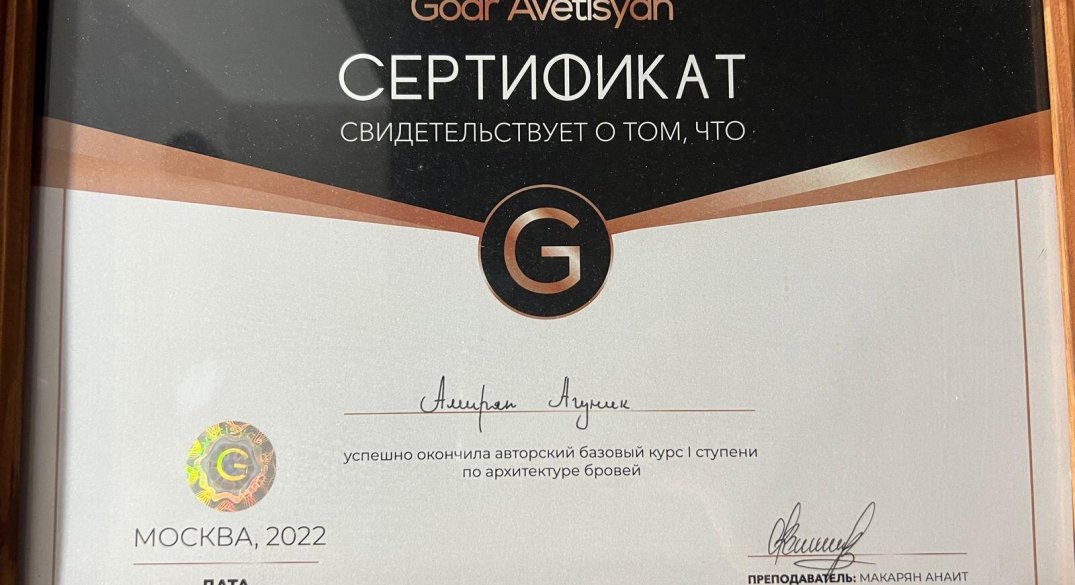 Goar Avetisyan
СЕРТИФИКАТ
СВИДЕТЕЛЬСТВУЕТ О ТОМ, ЧТО
G
Амирян Агуник
успешно окончила авторский базовый курс I ступени
по архитектуре бровей
G
МОСКВА, 2022
ДАТА
ПРЕПОДАВАТЕЛЬ: МАКАРЯН АНАИТ